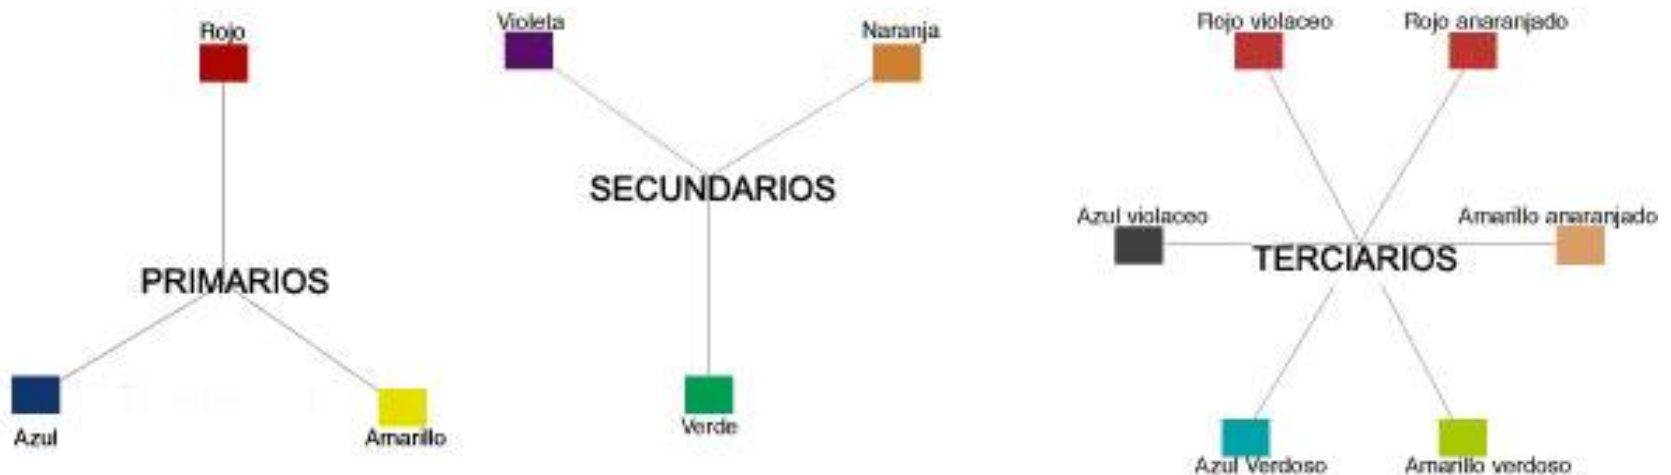 Rojo
PRIMARIOS
Azul
Amarillo
Violeta
Naranja
SECUNDARIOS
Verde
Rojo violaceo
Rojo anaranjado
Azul violaceo
Amarillo anaranjado
TERCIARIOS
Azul Verdoso
Amarillo verdoso